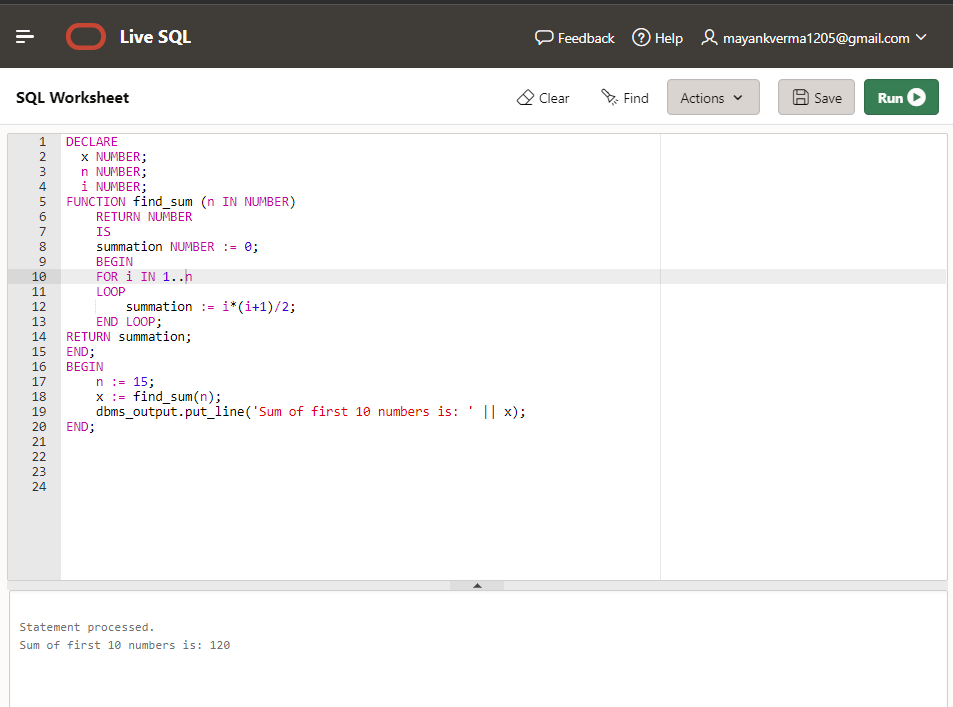 Live SQL
Feedback
Help
mayankverma1205@gmail.com
SQL Worksheet
Clear
Find
Actions
Save
Run
1 DECLARE
2   x NUMBER;
3   n NUMBER;
4   i NUMBER;
5 FUNCTION find_sum (n IN NUMBER)
6     RETURN NUMBER
7     IS
8     summation NUMBER := 0;
9     BEGIN
10     FOR i IN 1..n
11     LOOP
12         summation := i*(i+1)/2;
13     END LOOP;
14 RETURN summation;
15 END;
16 BEGIN
17     n := 15;
18     x := find_sum(n);
19     dbms_output.put_line('Sum of first 10 numbers is: ' || x);
20 END;
21
22
23
24
Statement processed.
Sum of first 10 numbers is: 120